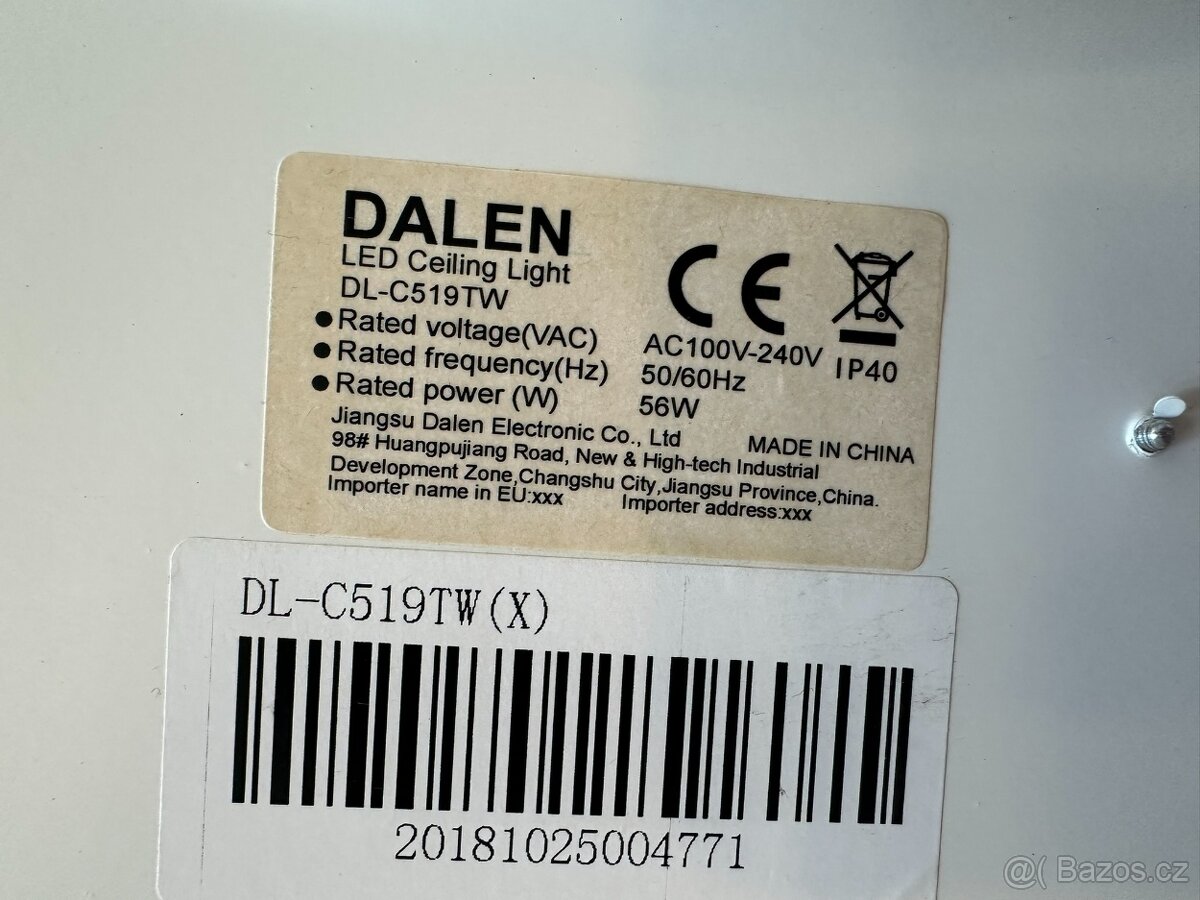 DALEN
LED Ceiling Light
DL-C519TW
CE
● Rated voltage(VAC) AC100V-240V
● Rated frequency(Hz) 50/60Hz
● Rated power (W) 56W
IP40
Jiangsu Dalen Electronic Co., Ltd MADE IN CHINA
98# Huangpujiang Road, New & High-tech Industrial
Development Zone,Changshu City,Jiangsu Province,China.
Importer name in EU:xxx Importer address:xxx
DL-C519TW(X)
20181025004771
@( Bazos.cz